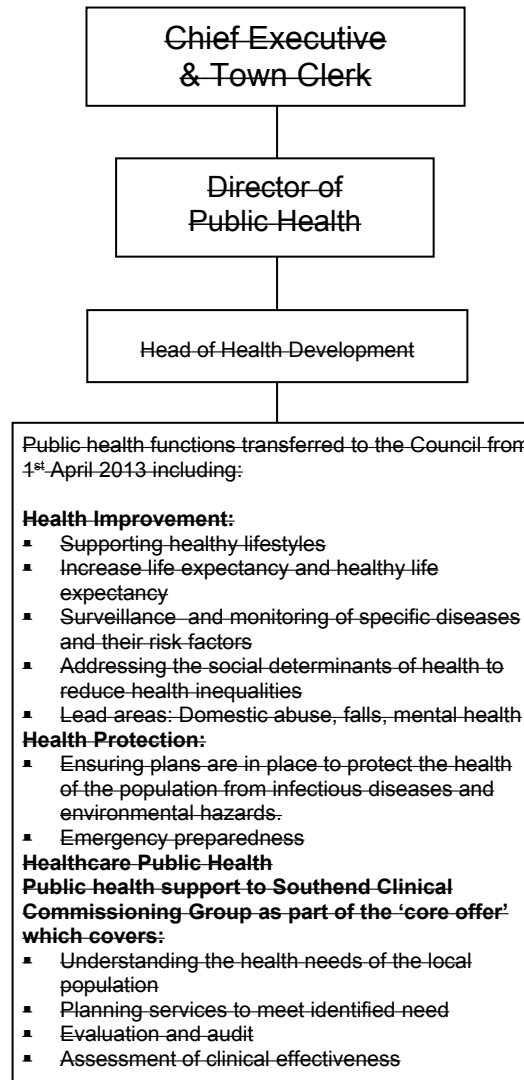 Chief Executive
& Town Clerk
Director of
Public Health
Head of Health Development
Public health functions transferred to the Council from
1st April 2013 including:
Health Improvement:
▪ Supporting healthy lifestyles
▪ Increase life expectancy and healthy life
expectancy
▪ Surveillance and monitoring of specific diseases
and their risk factors
▪ Addressing the social determinants of health to
reduce health inequalities
▪ Lead areas: Domestic abuse, falls, mental health
Health Protection:
▪ Ensuring plans are in place to protect the health
of the population from infectious diseases and
environmental hazards.
▪ Emergency preparedness
Healthcare Public Health
Public health support to Southend Clinical
Commissioning Group as part of the ‘core offer’
which covers:
▪ Understanding the health needs of the local
population
▪ Planning services to meet identified need
▪ Evaluation and audit
▪ Assessment of clinical effectiveness